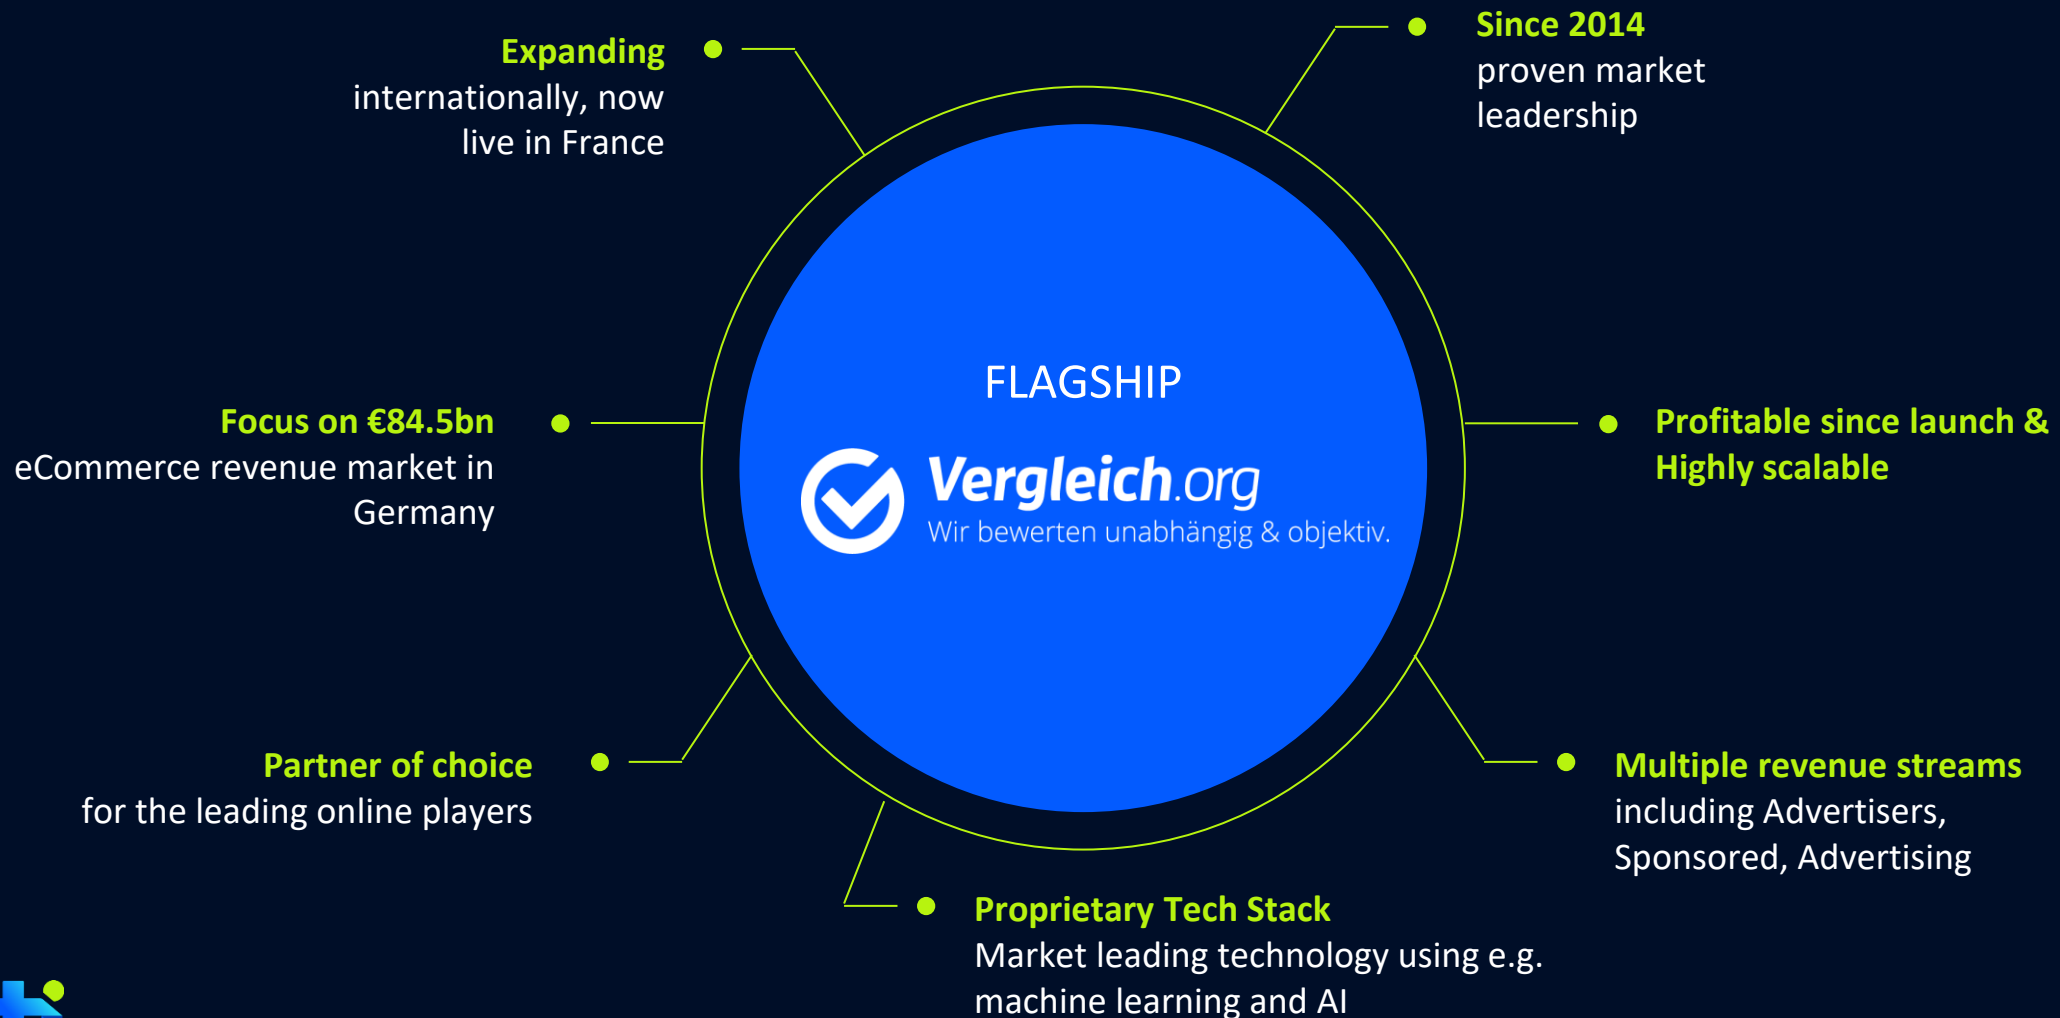 Expanding
internationally, now
live in France
Since 2014
proven market
leadership
FLAGSHIP
Vergleich.org
Wir bewerten unabhängig & objektiv.
Focus on €84.5bn
eCommerce revenue market in
Germany
Profitable since launch &
Highly scalable
Partner of choice
for the leading online players
Multiple revenue streams
including Advertisers,
Sponsored, Advertising
Proprietary Tech Stack
Market leading technology using e.g.
machine learning and AI